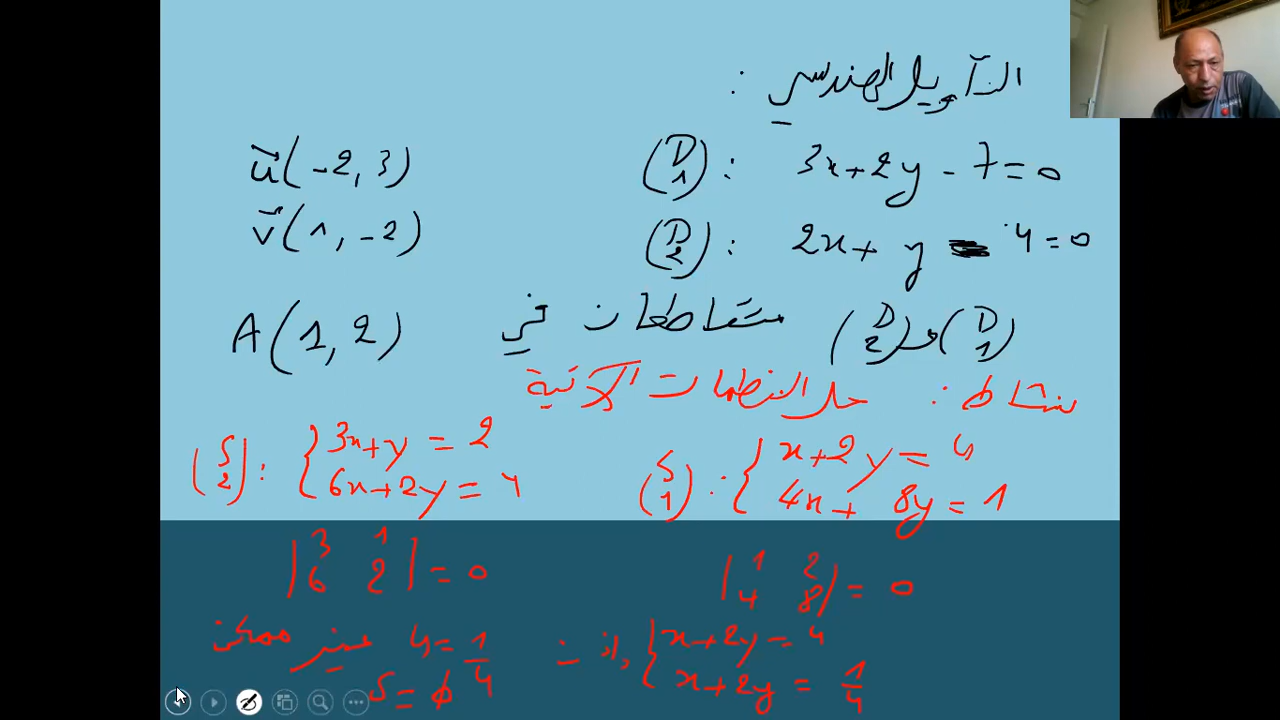 التأويل الهندسي :
(D1) : 3x+2y-7=0
u⃗(-2,3)
(D2) : 2x+y-4=0
v⃗(1,-2)
(D1) و (D2) متقاطعان في A(1,2)
نشاط : حل النظمات الآتية
(S1) : { x+2y=4
4x+8y=1
(S2) : { 3x+y=2
6x+2y=4
|1 2
4 8| = 0
|3 1
6 2| = 0
إذن { x+2y=4
x+2y=1/4
4=1/4 غير ممكن
S=ϕ